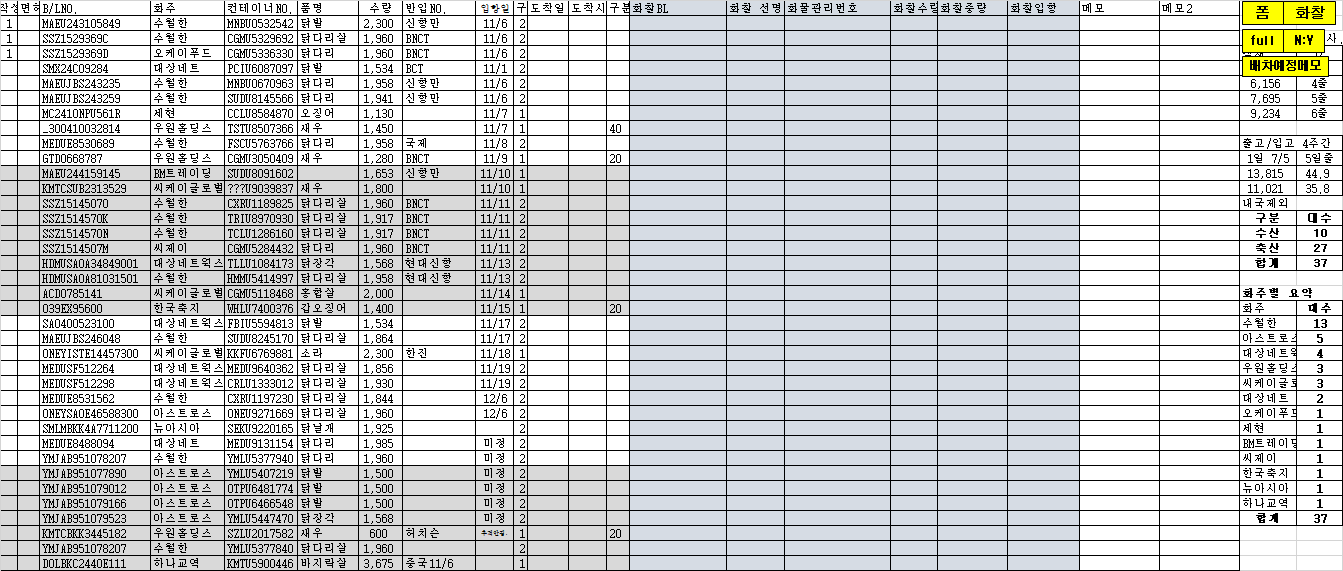 작성 면허 B/LNO. 화주 컨테이너NO. 품명 수량 반입NO. 입항일 구 도착일 도착시 구분 화찰BL 화찰 선명 화물관리번호 화찰수량 화찰중량 화찰입항 메모 메모2 폼 화찰
1 MAEU243105849 수월한 MNBU0532542 닭발 2,300 신항만 11/6 2
1 SSZ1529369C 수월한 CGMU5329692 닭다리살 1,960 BNCT 11/6 2 full N:Y 사.
1 SSZ1529369D 오케이푸드 CGMU5336330 닭다리 1,960 BNCT 11/6 2
SMX24C09284 대상네트 PCIU6087097 닭발 1,534 BCT 11/1 2 배차예정메모
MAEUJBS243235 수월한 MNBU0670963 닭다리 1,958 신항만 11/6 2 6,156 4줄
MAEUJBS243259 수월한 SUDU8145566 닭다리 1,941 신항만 11/6 2 7,695 5줄
MC2410NPU561R 세현 CCLU8584870 오징어 1,130 11/7 1 9,234 6줄
_300410032814 우원홀딩스 TSTU8507366 새우 1,450 11/7 1 40
MEDUE8530689 수월한 FSCU5763766 닭다리 1,958 국제 11/8 2 출고/입고 4주간
GTD0668787 우원홀딩스 CGMU3050409 새우 1,280 BNCT 11/9 1 20 1일 7/5 5일줄
MAEU244159145 BM트레이딩 SUDU8091602 1,653 신항만 11/10 1 13,815 44.9
KMTCSUB2313529 씨케이글로벌 ???U9039837 새우 1,800 11/10 1 11,021 35.8
SSZ1514507O 수월한 CXRU1189825 닭다리살 1,960 BNCT 11/11 2 내국제외
SSZ1514570K 수월한 TRIU8970930 닭다리살 1,917 BNCT 11/11 2 구분 대수
SSZ1514570N 수월한 TCLU1286160 닭다리살 1,917 BNCT 11/11 2 수산 10
SSZ1514507M 씨제이 CGMU5284432 닭다리 1,960 BNCT 11/11 2 축산 27
HDMUSAOA34849001 대상네트웍스 TLLU1084173 닭장각 1,568 현대신항 11/13 2 합계 37
HDMUSAOA81031501 수월한 HMMU5414997 닭다리살 1,958 현대신항 11/13 2
ACD0785141 씨케이글로벌 CGMU5118468 홍합살 2,000 11/14 1 화주별 요약
039EX95600 한국축지 WHLU7400376 갑오징어 1,400 11/15 1 20 화주 대수
SA0400523100 대상네트웍스 FBIU5594813 닭발 1,534 11/17 2 수월한 13
MAEUJBS246048 수월한 SUDU8245170 닭다리살 1,864 11/17 2 아스트로스 5
ONEYISTE14457300 씨케이글로벌 KKFU6769881 소라 2,300 한진 11/18 1 대상네트웍 4
MEDUSF512264 대상네트웍스 MEDU9640362 닭다리살 1,856 11/19 2 우원홀딩스 3
MEDUSF512298 대상네트웍스 CRLU1333012 닭다리살 1,930 11/19 2 씨케이글로 3
MEDUE8531562 수월한 CXRU1197230 닭다리살 1,844 12/6 2 대상네트 2
ONEYSAOE46588300 아스트로스 ONEU9271669 닭다리살 1,960 12/6 2 오케이푸드 1
SMLMBKK4A7711200 뉴아시아 SEKU9220165 닭날개 1,925 2 세현 1
MEDUE8488094 대상네트 MEDU9131154 닭다리 1,985 미정 2 BM트레이딩 1
YMJAB951078207 수월한 YMLU5377940 닭다리 1,960 미정 2 씨제이 1
YMJAB951077890 아스트로스 YMLU5407219 닭발 1,500 미정 2 한국축지 1
YMJAB951079012 아스트로스 OTPU6481774 닭발 1,500 미정 2 뉴아시아 1
YMJAB951079166 아스트로스 OTPU6466548 닭발 1,500 미정 2 하나교역 1
YMJAB951079523 아스트로스 YMLU5447470 닭장각 1,568 미정 2 합계 37
KMTCBKK3445182 우원홀딩스 SZLU2017582 새우 600 허치슨 1 20
YMJAB951078207 수월한 YMLU5377840 닭다리살 1,960 2
DOLBKC2440E111 하나교역 KMTU5900446 바지락살 3,675 중국11/6 1